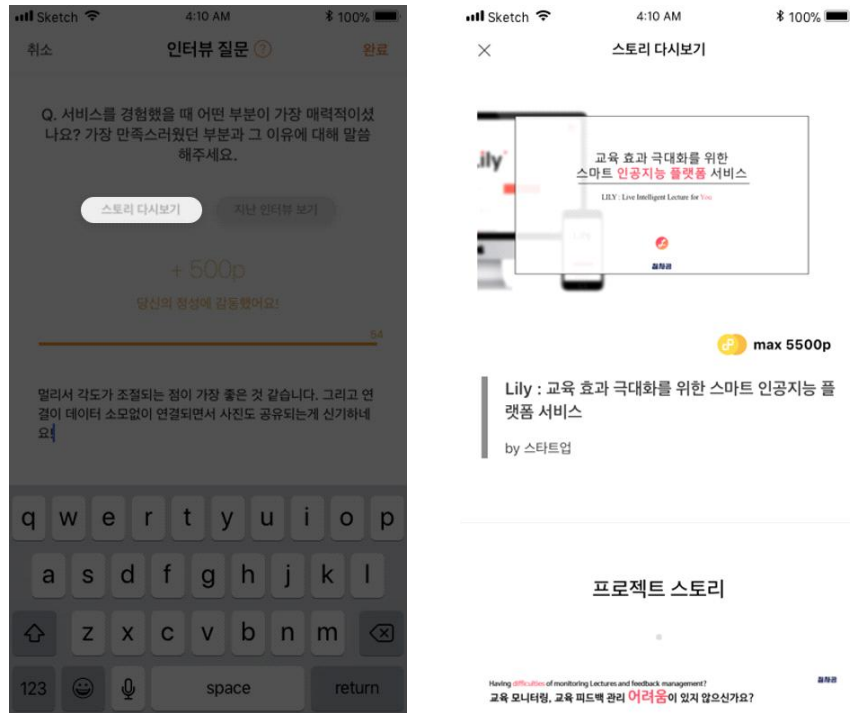 Sketch 4:10 AM 100%
취소 인터뷰 질문 ? 완료
Q. 서비스를 경험했을 때 어떤 부분이 가장 매력적이셨
나요? 가장 만족스러웠던 부분과 그 이유에 대해 말씀
해주세요.
스토리 다시보기 지난 인터뷰 보기
+ 500p
당신의 정성에 감동했어요!
54
멀리서 각도가 조절되는 점이 가장 좋은 것 같습니다. 그리고 연
결이 데이터 소모없이 연결되면서 사진도 공유되는게 신기하네
요!
q w e r t y u i o p
a s d f g h j k l
z x c v b n m
123 space return
Sketch 4:10 AM 100%
스토리 다시보기
Lily
교육 효과 극대화를 위한
스마트 인공지능 플랫폼 서비스
LILY : Live Intelligent Lecture for You
max 5500p
Lily : 교육 효과 극대화를 위한 스마트 인공지능 플
랫폼 서비스
by 스타트업
프로젝트 스토리
Having difficulties of monitoring Lectures and feedback management?
교육 모니터링, 교육 피드백 관리 어려움이 있지 않으신가요?